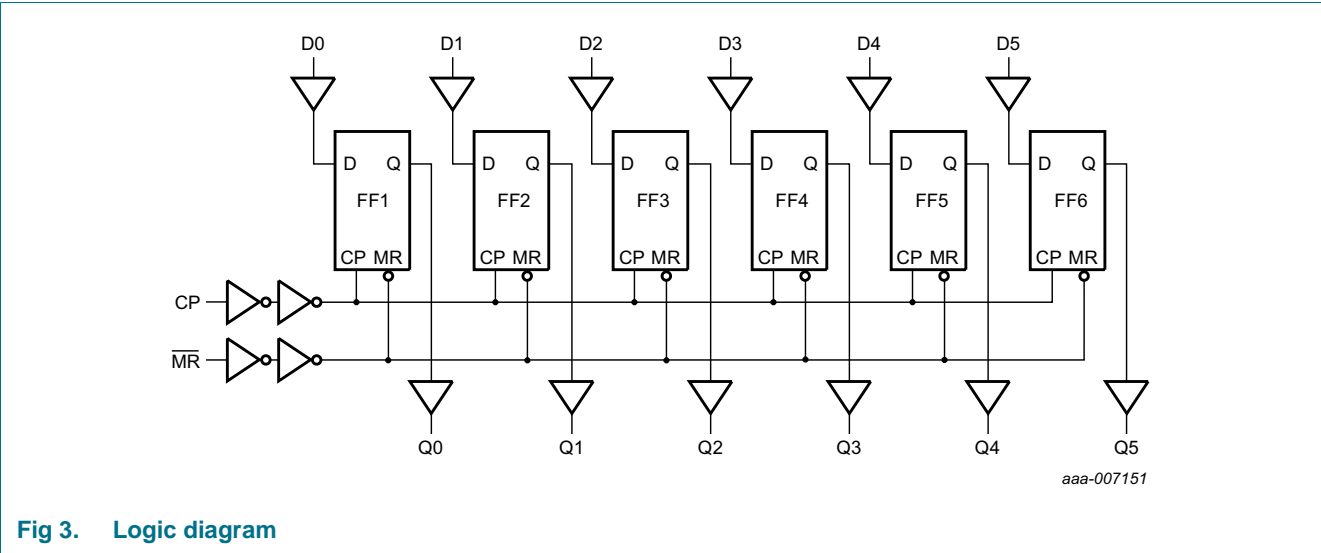 D0 D1 D2 D3 D4 D5
D Q D Q D Q D Q D Q D Q
FF1 FF2 FF3 FF4 FF5 FF6
CP MR CP MR CP MR CP MR CP MR CP MR
CP
M̅R̅
Q0 Q1 Q2 Q3 Q4 Q5
aaa-007151
Fig 3. Logic diagram